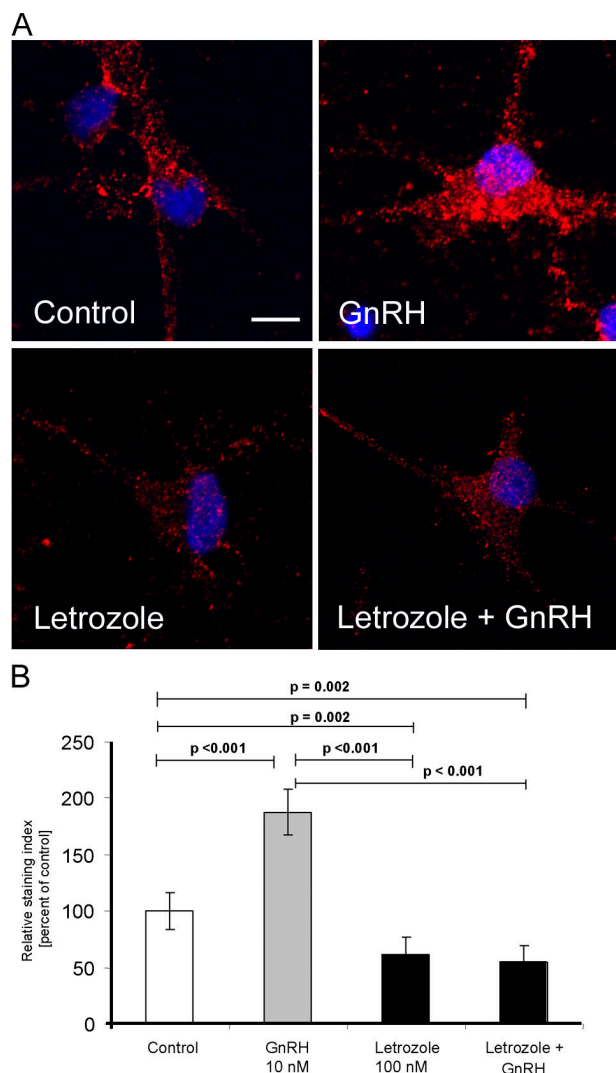 A
Control
GnRH
Letrozole
Letrozole + GnRH
B
p = 0.002
p = 0.002
p <0.001
p <0.001
p < 0.001
Relative staining index
[percent of control]
250
200
150
100
50
0
Control
GnRH
10 nM
Letrozole
100 nM
Letrozole +
GnRH